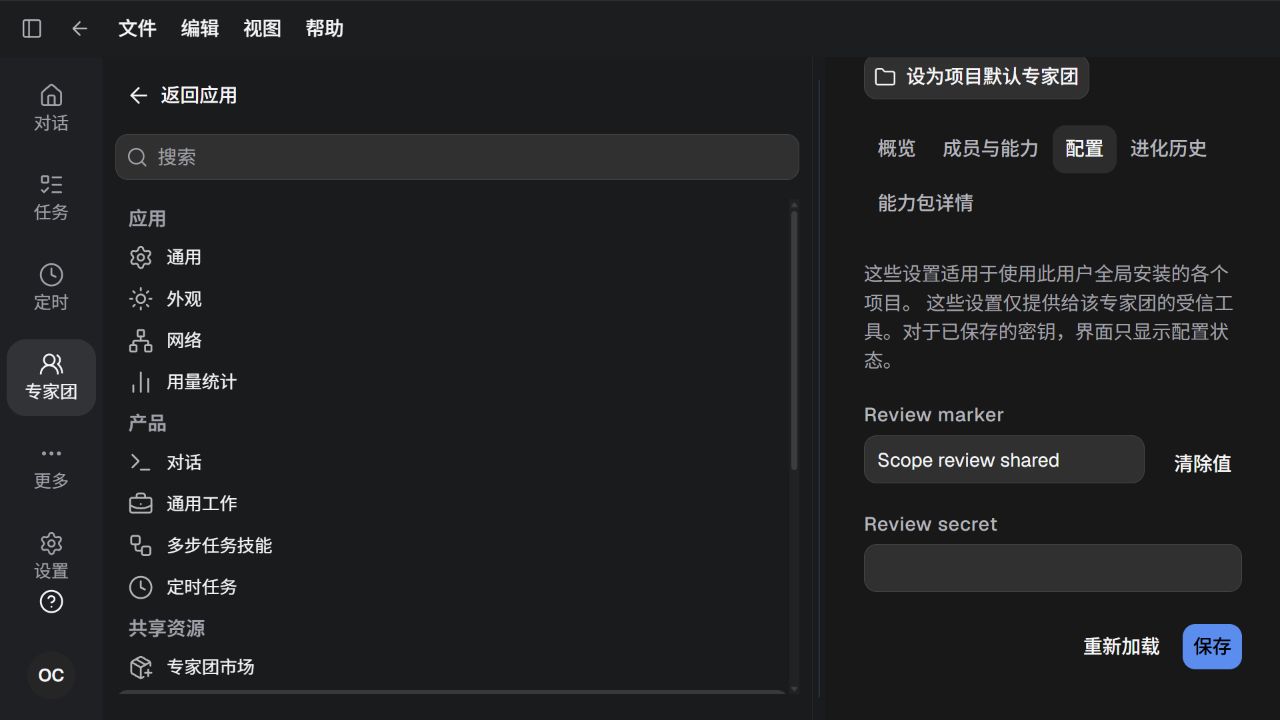 文件 编辑 视图 帮助
对话
任务
定时
专家团
更多
设置
OC
返回应用
搜索
应用
通用
外观
网络
用量统计
产品
对话
通用工作
多步任务技能
定时任务
共享资源
专家团市场
设为项目默认专家团
概览 成员与能力 配置 进化历史
能力包详情
这些设置适用于使用此用户全局安装的各个
项目。 这些设置仅提供给该专家团的受信工
具。对于已保存的密钥，界面只显示配置状
态。
Review marker
Scope review shared 清除值
Review secret
重新加载 保存